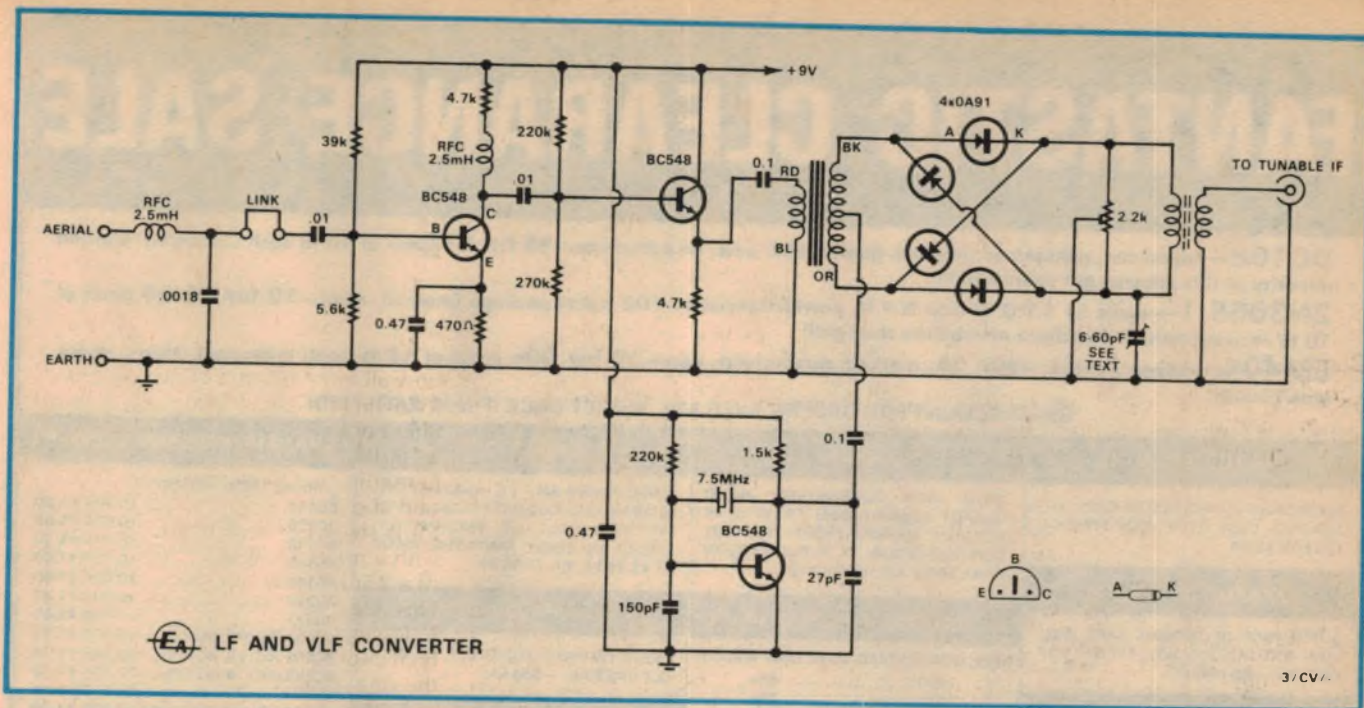 +9V
4.7k
39k
RFC
2.5mH
220k
BC548
BC548
.01
C
B
E
RFC
2.5mH
LINK
.01
AERIAL
.0018
5.6k
0.47
470Ω
270k
4.7k
EARTH
0.1
RD
BL
BK
OR
4x0A91
A
K
2.2k
TO TUNABLE IF
6-60pF
SEE
TEXT
220k
1.5k
0.1
7.5MHz
BC548
0.47
150pF
27pF
B
E
C
A
K
EA LF AND VLF CONVERTER